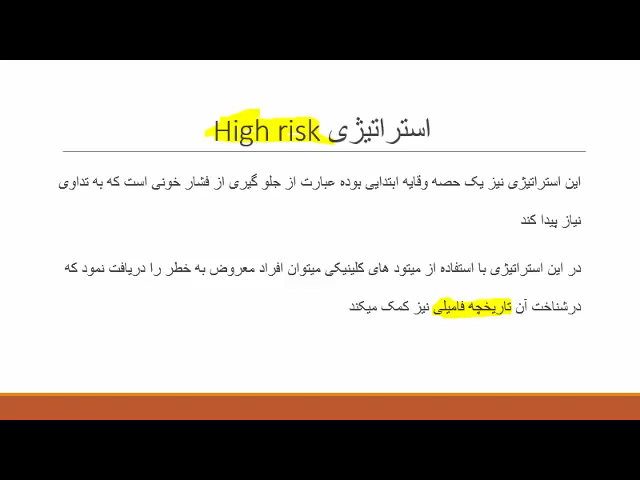 استراتیژی High risk
این استراتیژی نیز یک حصه وقایه ابتدایی بوده عبارت از جلو گیری از فشار خونی است که به تداوی
نیاز پیدا کند
در این استراتیژی با استفاده از میتود های کلینیکی میتوان افراد معروض به خطر را دریافت نمود که
درشناخت آن تاریخچه فامیلی نیز کمک میکند